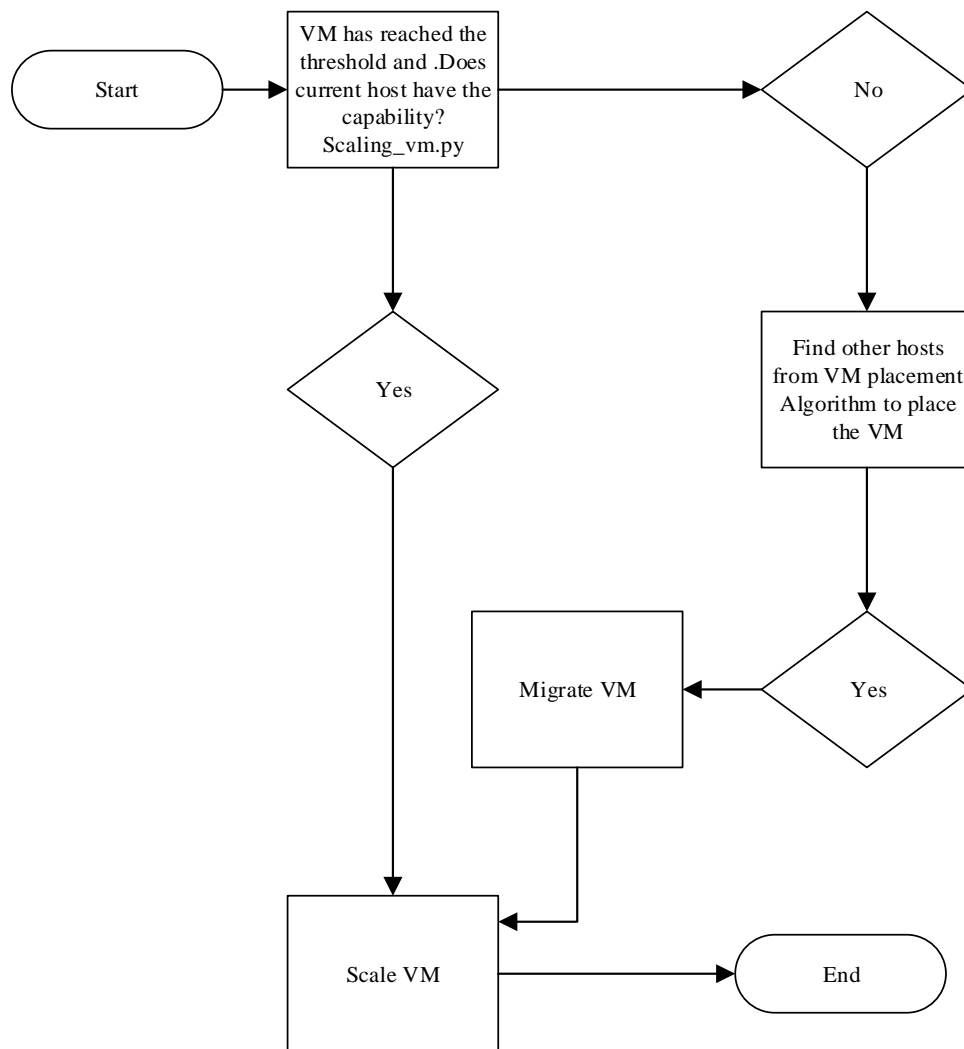 Start
VM has reached the
threshold and .Does
current host have the
capability?
Scaling_vm.py
No
Yes
Find other hosts
from VM placement
Algorithm to place
the VM
Migrate VM
Yes
Scale VM
End